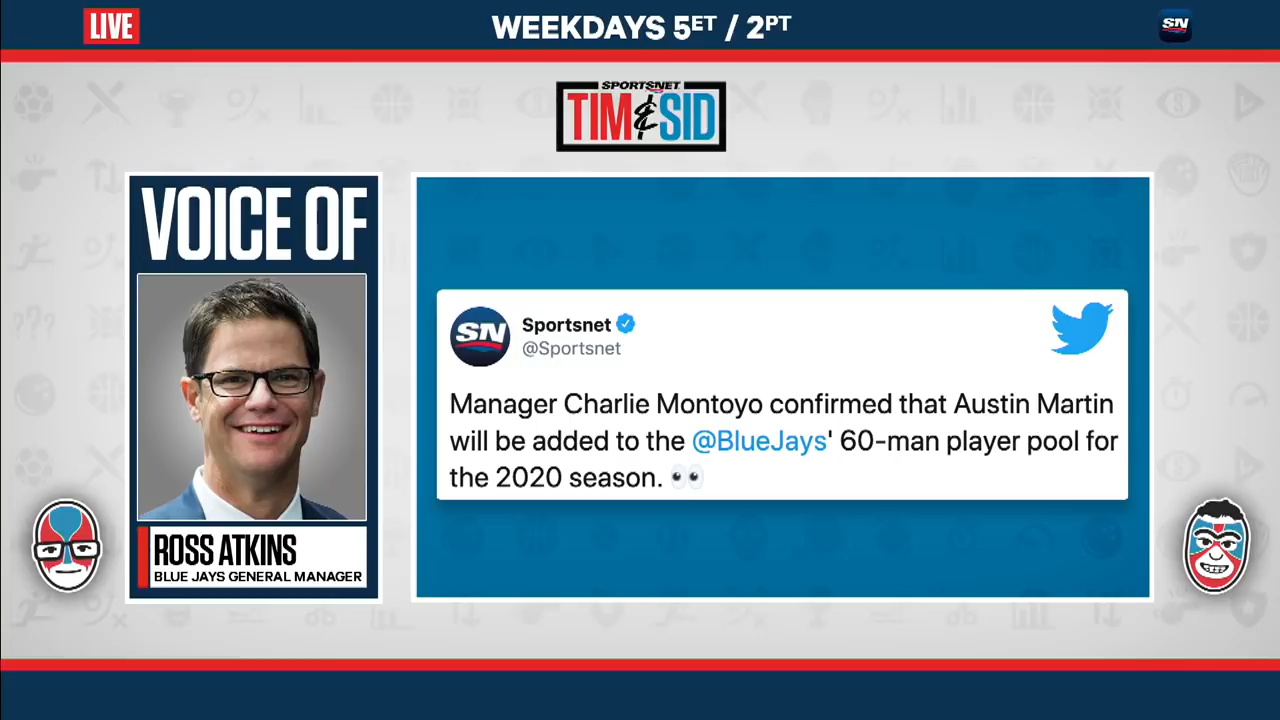 LIVE
WEEKDAYS 5ET / 2PT
SN
SPORTSNET
TIM & SID
VOICE OF
ROSS ATKINS
BLUE JAYS GENERAL MANAGER
SN
Sportsnet
@Sportsnet
Manager Charlie Montoyo confirmed that Austin Martin
will be added to the @BlueJays' 60-man player pool for
the 2020 season. 👀
???